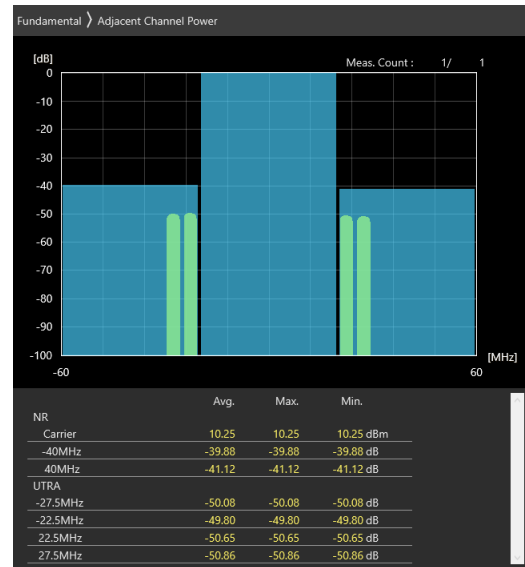 Fundamental 〉 Adjacent Channel Power
[dB] Meas. Count : 1/ 1
0
-10
-20
-30
-40
-50
-60
-70
-80
-90
-100 [MHz]
-60 60
Avg. Max. Min.
NR
Carrier 10.25 10.25 10.25 dBm
-40MHz -39.88 -39.88 -39.88 dB
40MHz -41.12 -41.12 -41.12 dB
UTRA
-27.5MHz -50.08 -50.08 -50.08 dB
-22.5MHz -49.80 -49.80 -49.80 dB
22.5MHz -50.65 -50.65 -50.65 dB
27.5MHz -50.86 -50.86 -50.86 dB